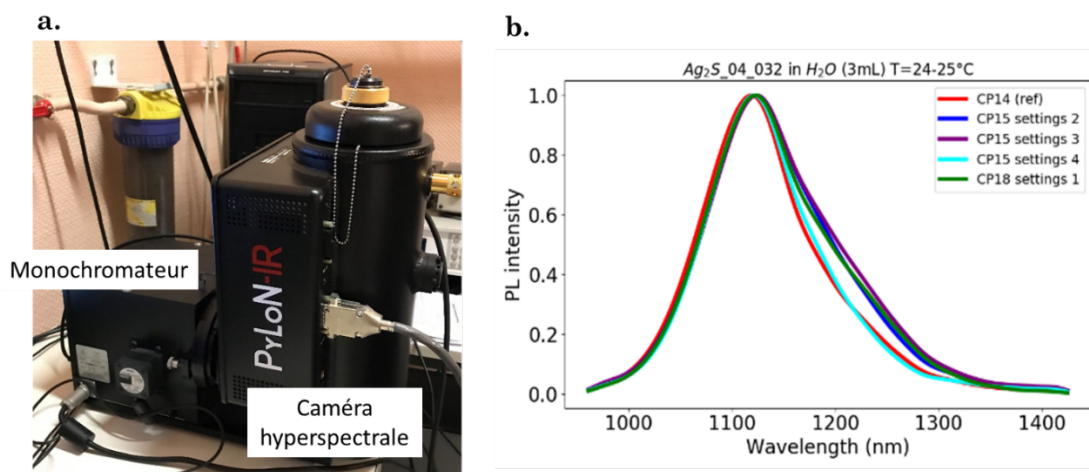 a.
Monochromateur
PyLoN-IR
Caméra
hyperspectrale
b.
Ag₂S_04_032 in H₂O (3mL) T=24-25°C
CP14 (ref)
CP15 settings 2
CP15 settings 3
CP15 settings 4
CP18 settings 1
PL intensity
1.0
0.8
0.6
0.4
0.2
0.0
1000 1100 1200 1300 1400
Wavelength (nm)